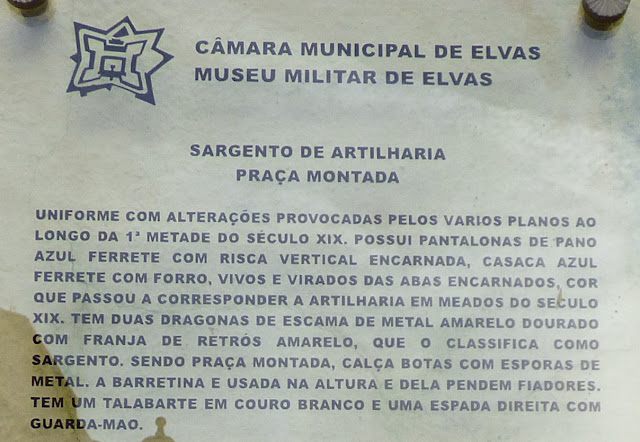 CÂMARA MUNICIPAL DE ELVAS
MUSEU MILITAR DE ELVAS
SARGENTO DE ARTILHARIA
PRAÇA MONTADA
UNIFORME COM ALTERAÇÕES PROVOCADAS PELOS VARIOS PLANOS AO
LONGO DA 1ª METADE DO SÉCULO XIX. POSSUI PANTALONAS DE PANO
AZUL FERRETE COM RISCA VERTICAL ENCARNADA, CASACA AZUL
FERRETE COM FORRO, VIVOS E VIRADOS DAS ABAS ENCARNADOS, COR
QUE PASSOU A CORRESPONDER A ARTILHARIA EM MEADOS DO SECULO
XIX. TEM DUAS DRAGONAS DE ESCAMA DE METAL AMARELO DOURADO
COM FRANJA DE RETRÓS AMARELO, QUE O CLASSIFICA COMO
SARGENTO. SENDO PRAÇA MONTADA, CALÇA BOTAS COM ESPORAS DE
METAL. A BARRETINA E USADA NA ALTURA E DELA PENDEM FIADORES.
TEM UM TALABARTE EM COURO BRANCO E UMA ESPADA DIREITA COM
GUARDA-MAO.